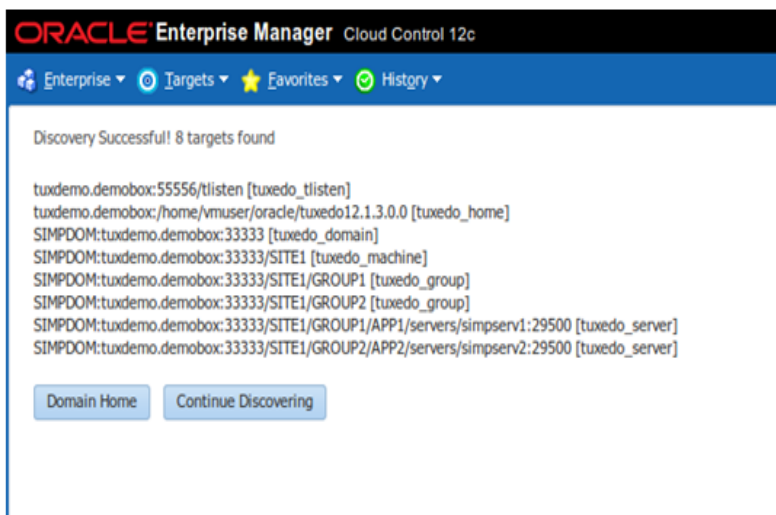 ORACLE Enterprise Manager Cloud Control 12c
Enterprise Targets Favorites History
Discovery Successful! 8 targets found
tuxdemo.demobox:55556/tlisten [tuxedo_tlisten]
tuxdemo.demobox:/home/vmuser/oracle/tuxedo12.1.3.0.0 [tuxedo_home]
SIMPDOM:tuxdemo.demobox:33333 [tuxedo_domain]
SIMPDOM:tuxdemo.demobox:33333/SITE1 [tuxedo_machine]
SIMPDOM:tuxdemo.demobox:33333/SITE1/GROUP1 [tuxedo_group]
SIMPDOM:tuxdemo.demobox:33333/SITE1/GROUP2 [tuxedo_group]
SIMPDOM:tuxdemo.demobox:33333/SITE1/GROUP1/APP1/servers/simpserv1:29500 [tuxedo_server]
SIMPDOM:tuxdemo.demobox:33333/SITE1/GROUP2/APP2/servers/simpserv2:29500 [tuxedo_server]
Domain Home Continue Discovering